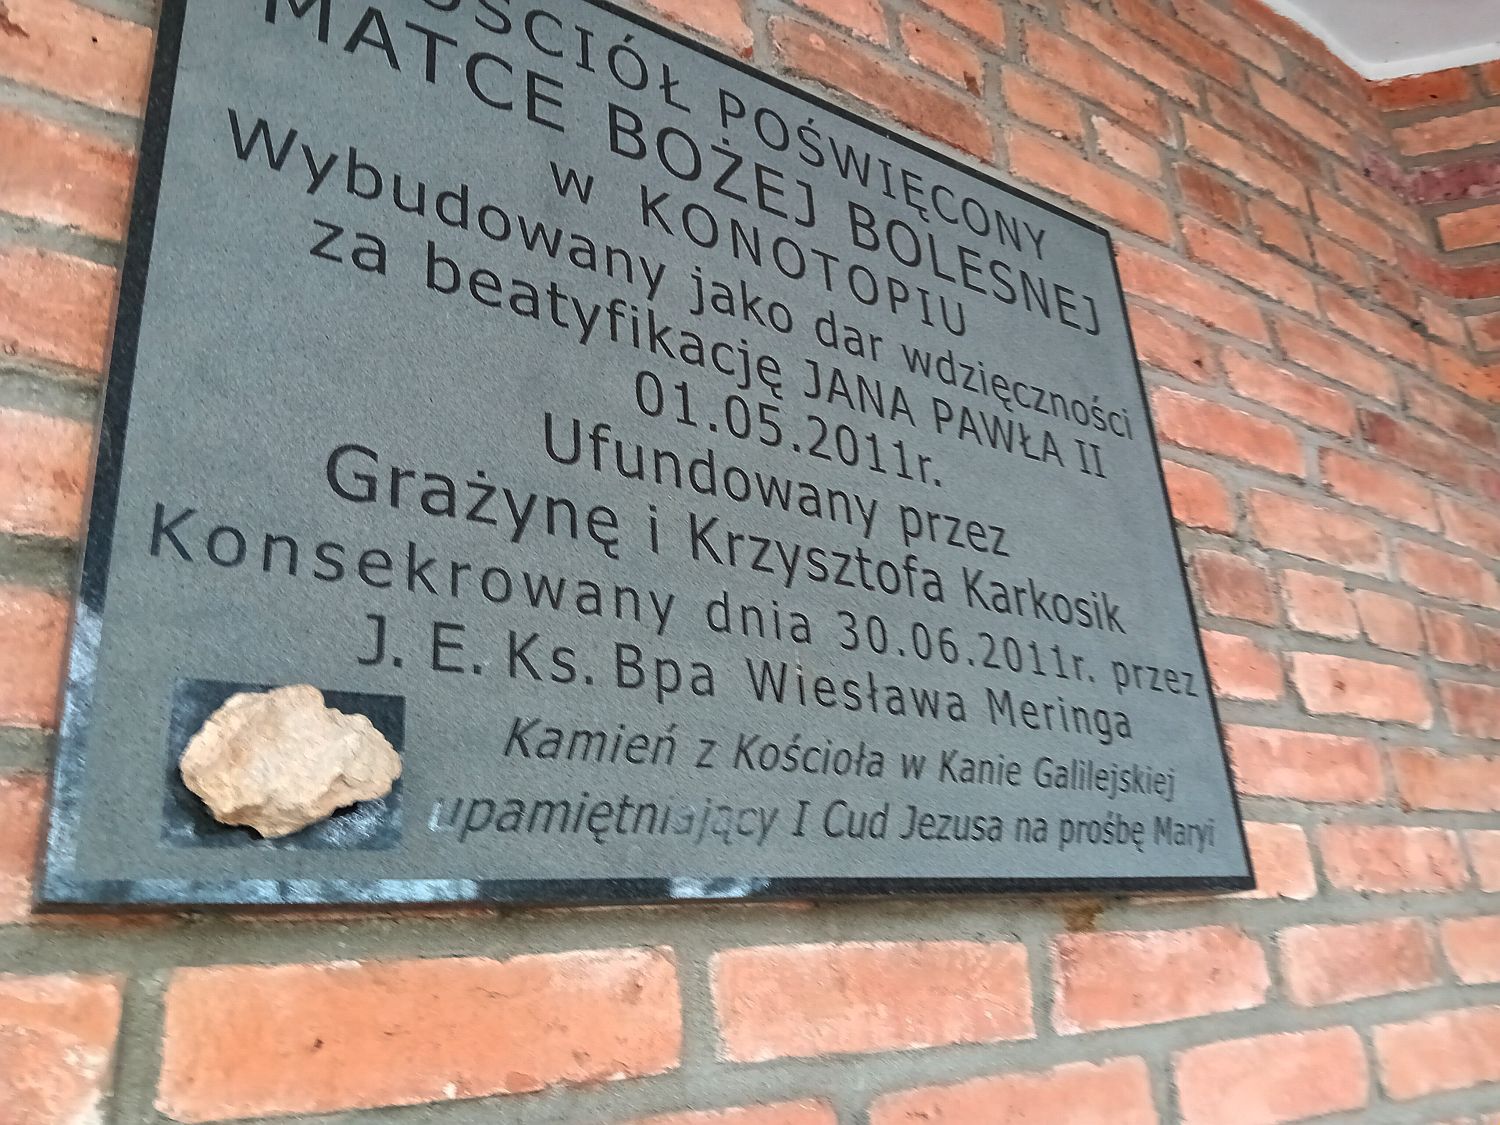 KOŚCIÓŁ POŚWIĘCONY
MATCE BOŻEJ BOLESNEJ
w KONOTOPIU
Wybudowany jako dar wdzięczności
za beatyfikację JANA PAWŁA II
01.05.2011r.
Ufundowany przez
Grażynę i Krzysztofa Karkosik
Konsekrowany dnia 30.06.2011r. przez
J. E. Ks. Bpa Wiesława Meringa
Kamień z Kościoła w Kanie Galilejskiej
upamiętniający I Cud Jezusa na prośbę Maryi